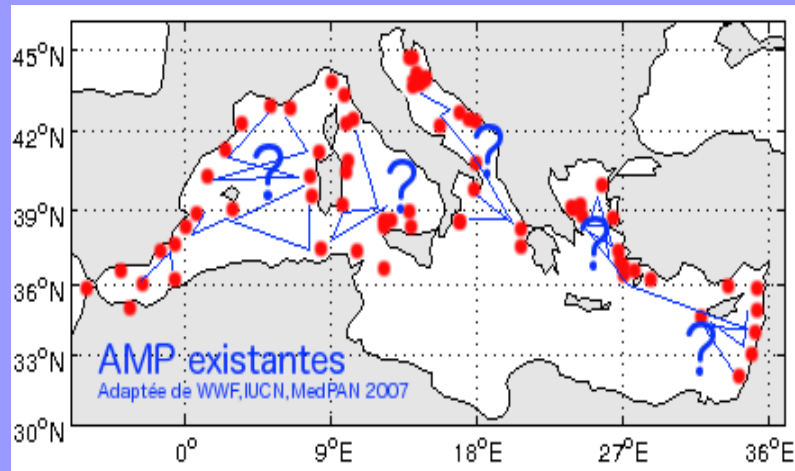 45°N
42°N
39°N
36°N
33°N
30°N
?
?
?
?
?
AMP existantes
Adaptée de WWF,IUCN,MedPAN 2007
0°
9°E
18°E
27°E
36°E